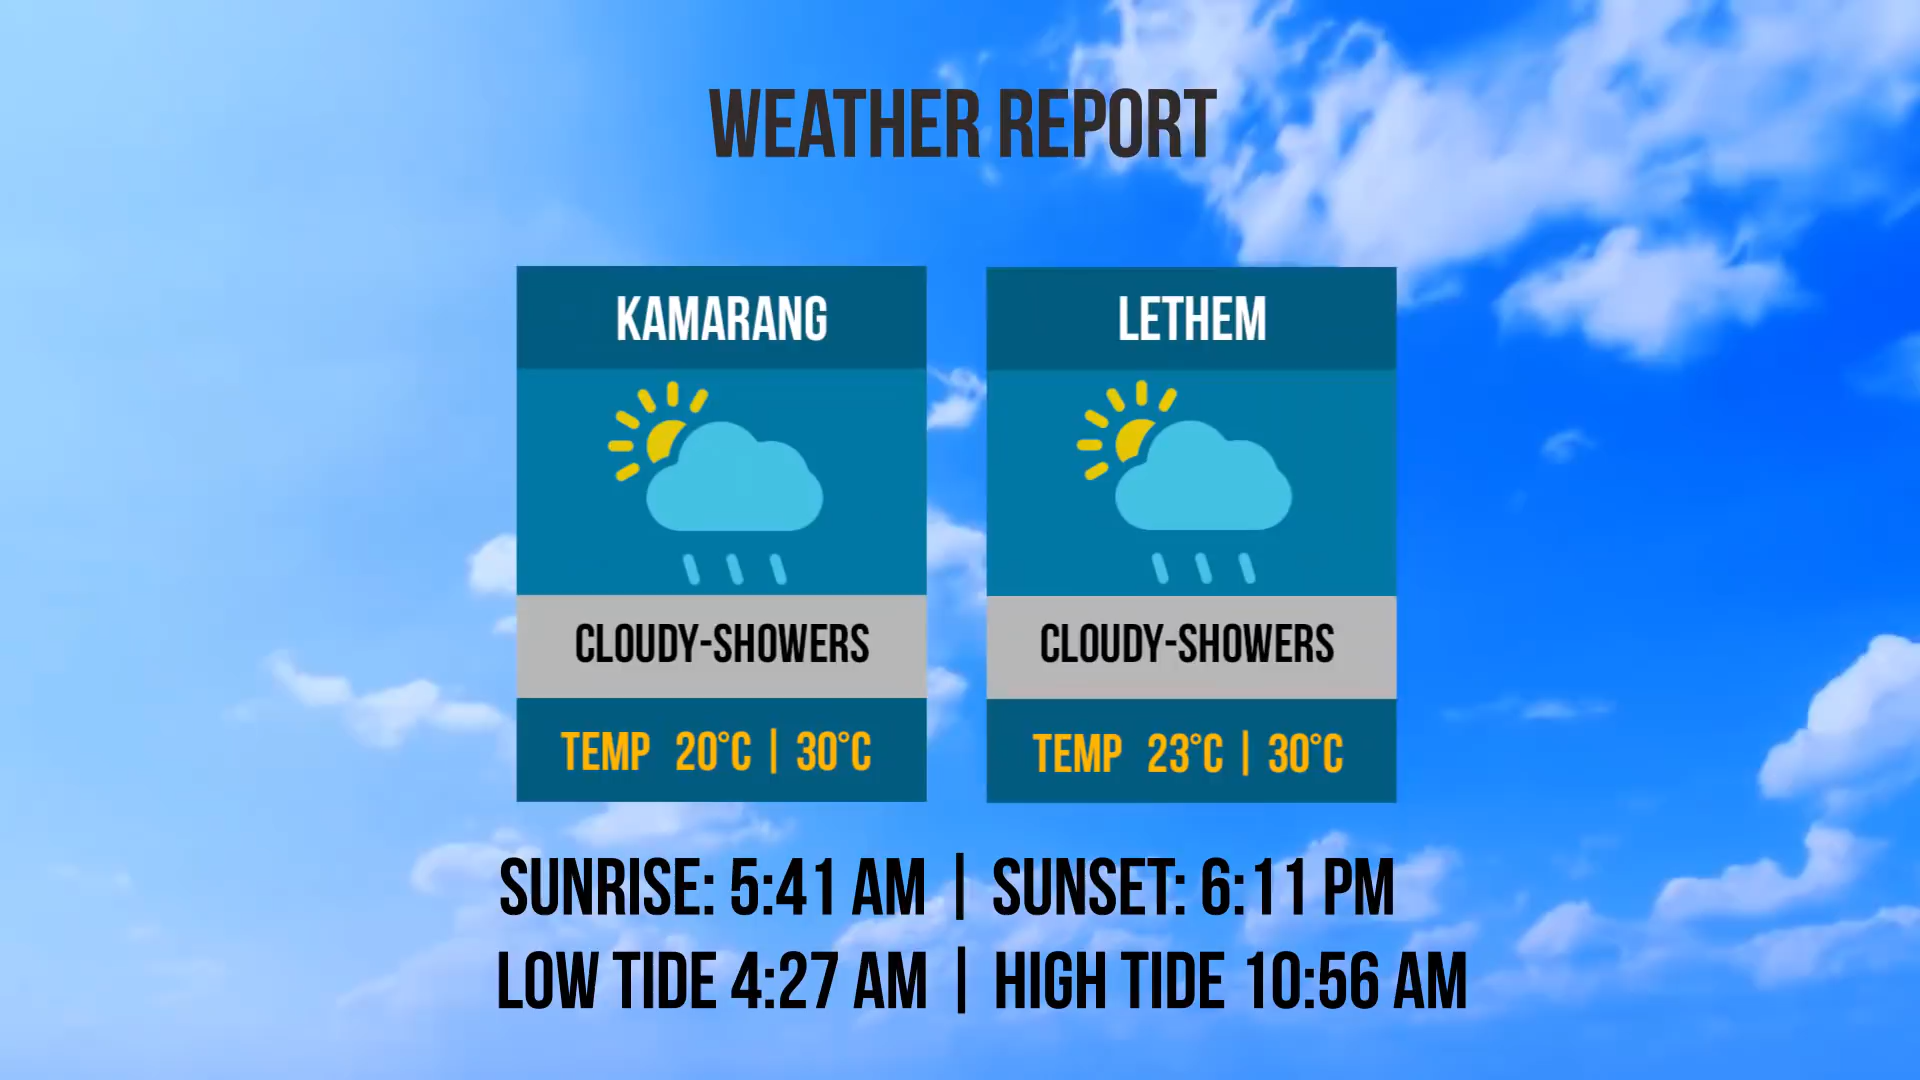 WEATHER REPORT
KAMARANG
CLOUDY-SHOWERS
TEMP 20°C | 30°C
LETHEM
CLOUDY-SHOWERS
TEMP 23°C | 30°C
SUNRISE: 5:41 AM | SUNSET: 6:11 PM
LOW TIDE 4:27 AM | HIGH TIDE 10:56 AM